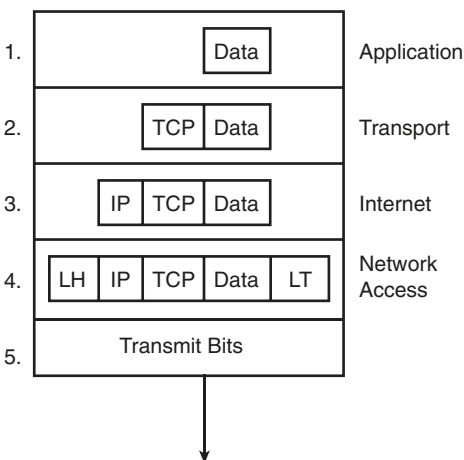 1. Data Application
2. TCP Data Transport
3. IP TCP Data Internet
4. LH IP TCP Data LT Network Access
5. Transmit Bits